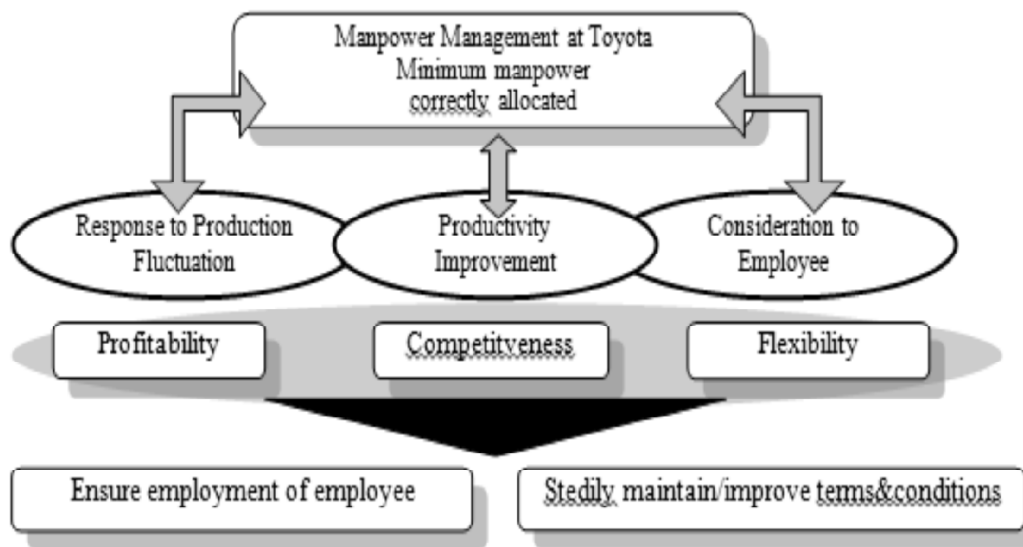 Manpower Management at Toyota
Minimum manpower
correctly allocated
Response to Production
Fluctuation
Productivity
Improvement
Consideration to
Employee
Profitability
Competitveness
Flexibility
Ensure employment of employee
Stedily maintain/improve terms&conditions